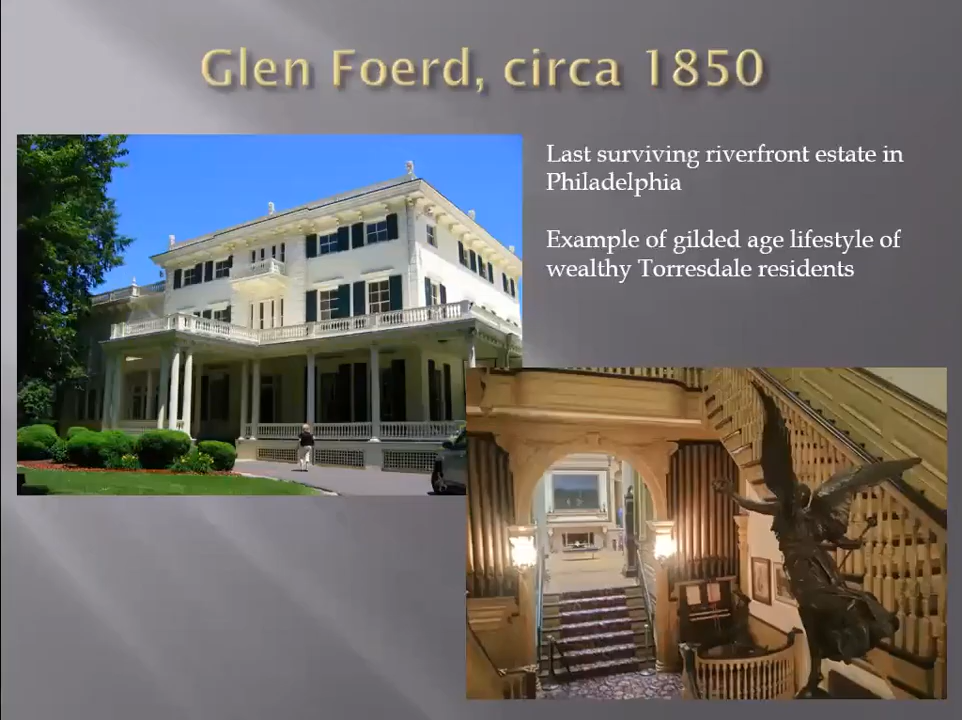 Glen Foerd, circa 1850
Last surviving riverfront estate in
Philadelphia
Example of gilded age lifestyle of
wealthy Torresdale residents